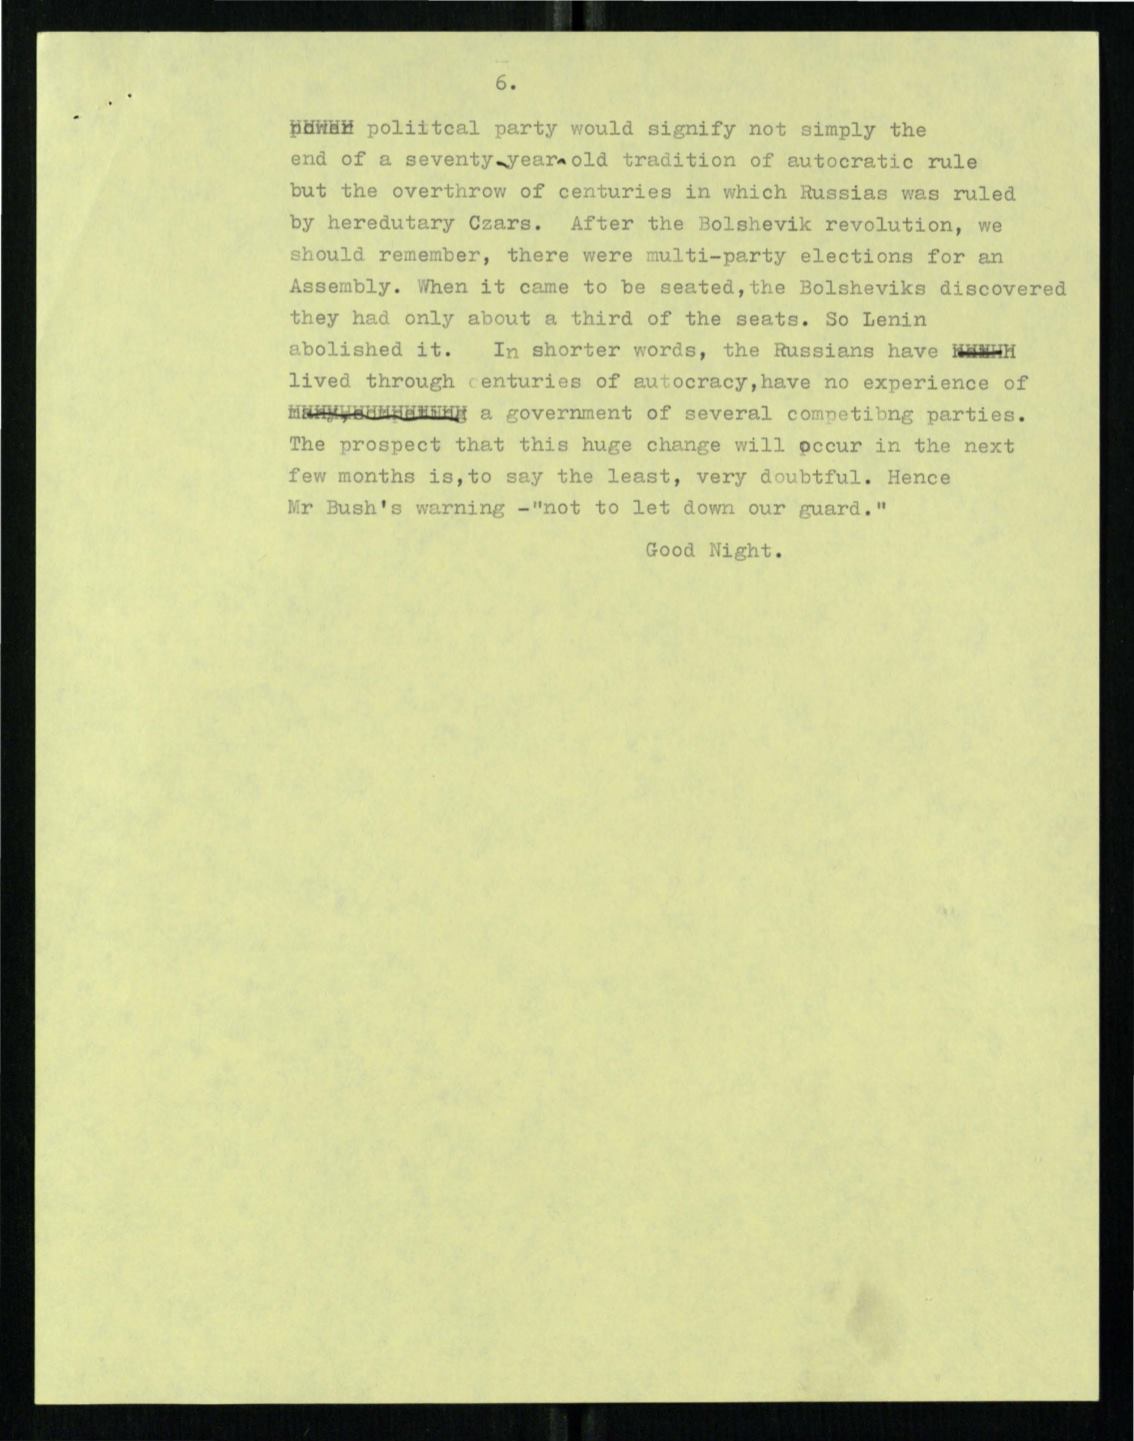 6.
poliitcal party would signify not simply the
end of a seventy-year-old tradition of autocratic rule
but the overthrow of centuries in which Russias was ruled
by heredutary Czars. After the Bolshevik revolution, we
should remember, there were multi-party elections for an
Assembly. When it came to be seated,the Bolsheviks discovered
they had only about a third of the seats. So Lenin
abolished it. In shorter words, the Russians have
lived through centuries of autocracy,have no experience of
a government of several competibng parties.
The prospect that this huge change will occur in the next
few months is,to say the least, very doubtful. Hence
Mr Bush's warning -"not to let down our guard."
Good Night.